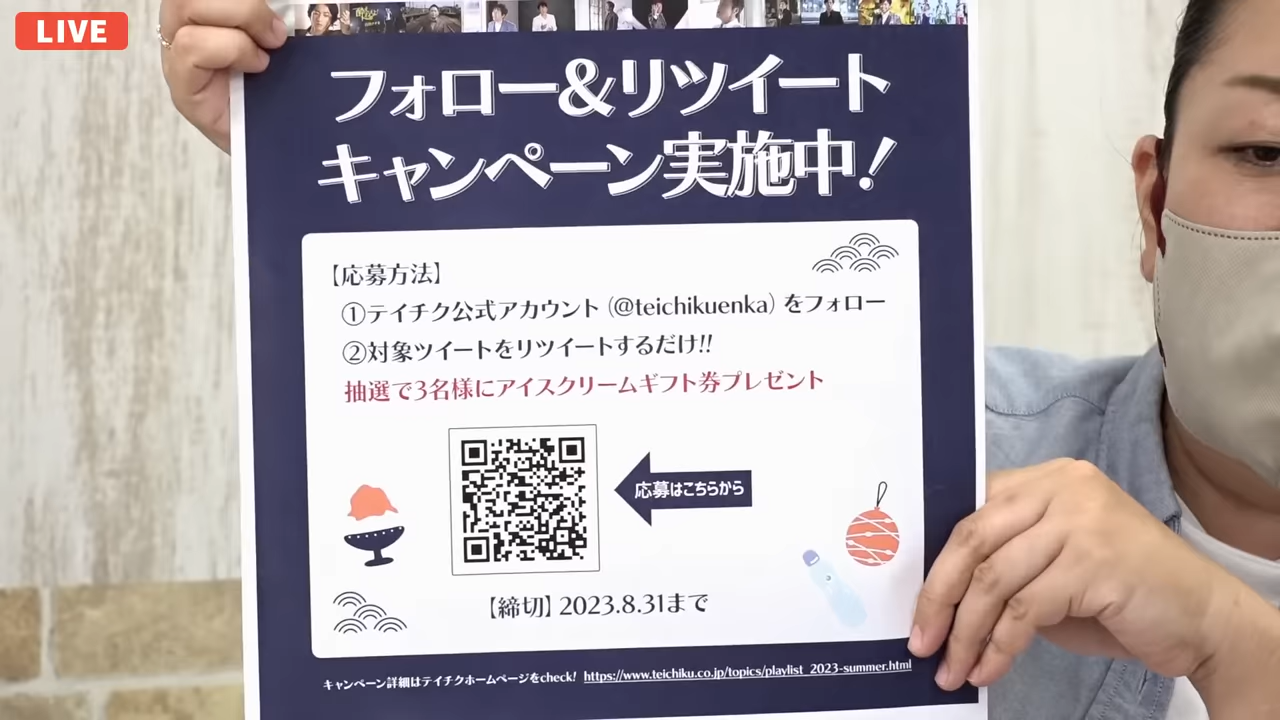 LIVE
フォロー&リツイート
キャンペーン実施中!
【応募方法】
①テイチク公式アカウント(@teichikuenka)をフォロー
②対象ツイートをリツイートするだけ!!
抽選で3名様にアイスクリームギフト券プレゼント
応募はこちらから
【締切】2023.8.31まで
キャンペーン詳細はテイチクホームページをcheck! https://www.teichiku.co.jp/topics/playlist_2023-summer.html